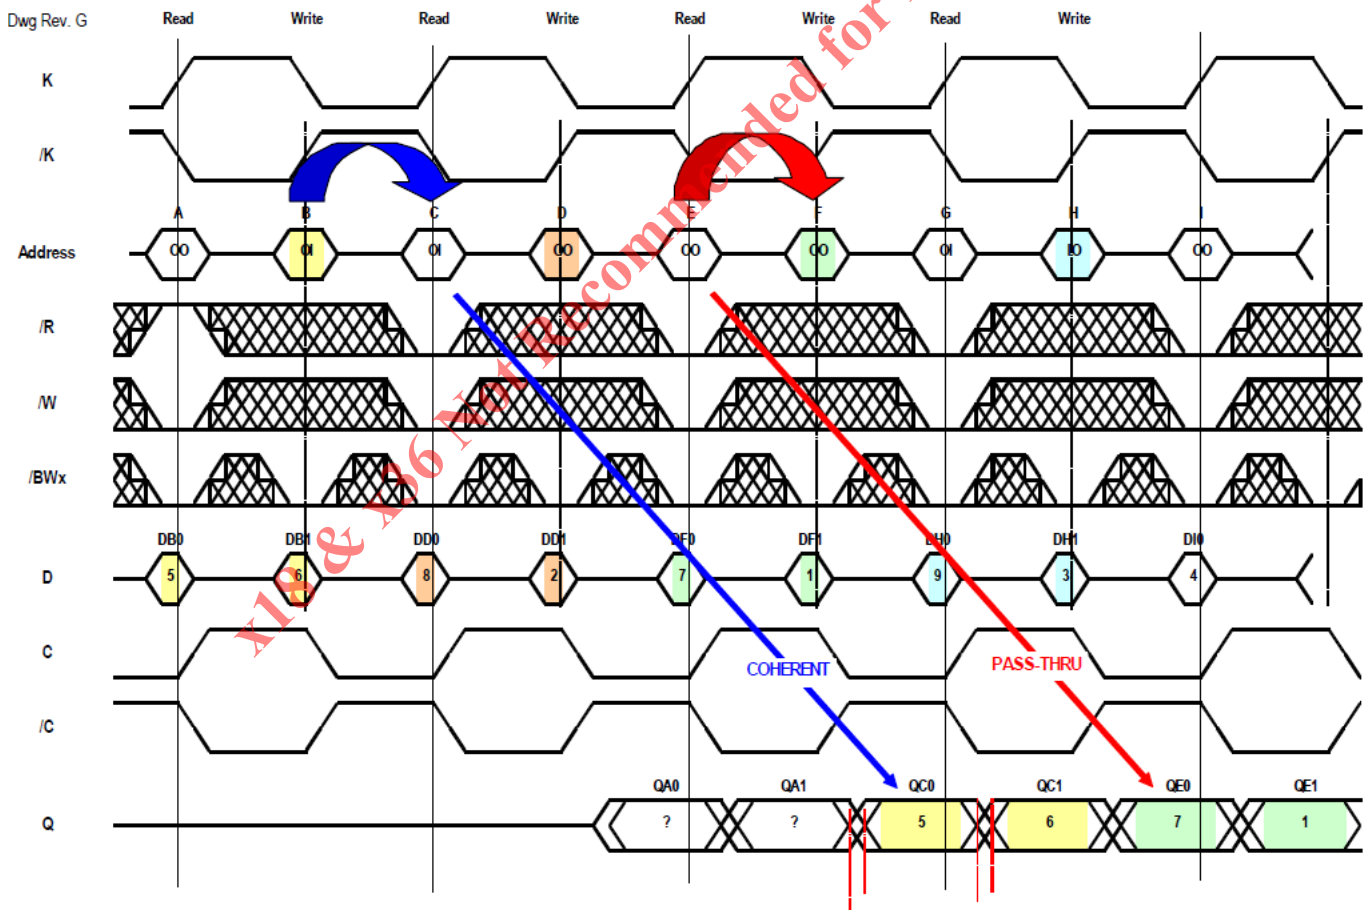 Dwg Rev. G
Read Write Read Write Read Write Read Write
K
/K
A B C D E F G H I
Address OO OI OI OO OO OO OI IO OO
/R
/W
/BWx
DB0 DB1 DD0 DD1 DF0 DF1 DH0 DH1 DI0
D 5 6 8 2 7 1 9 3 4
C
COHERENT PASS-THRU
/C
QA0 QA1 QC0 QC1 QE0 QE1
Q ? ? 5 6 7 1
x18 & x36 Not Recommended for